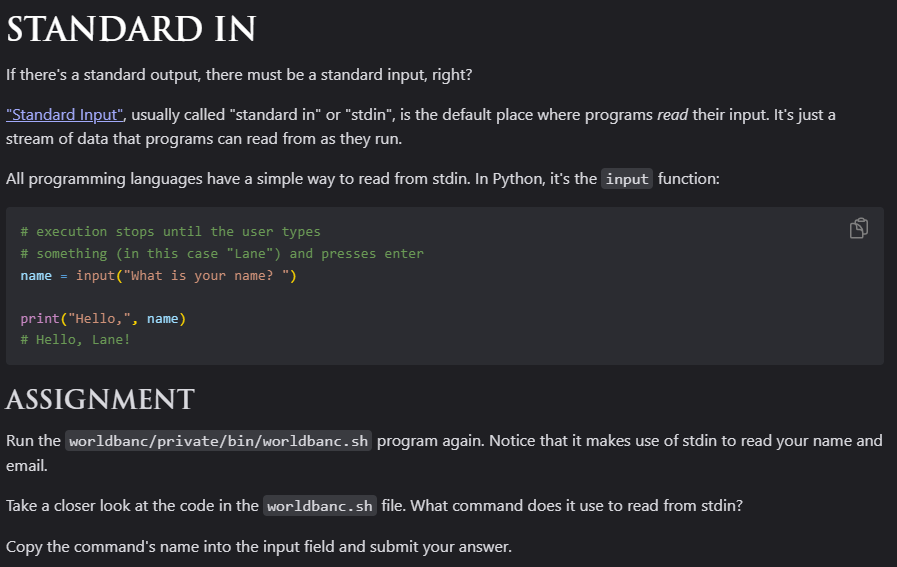 STANDARD IN
If there's a standard output, there must be a standard input, right?
"Standard Input", usually called "standard in" or "stdin", is the default place where programs read their input. It's just a
stream of data that programs can read from as they run.
All programming languages have a simple way to read from stdin. In Python, it's the input function:
# execution stops until the user types
# something (in this case "Lane") and presses enter
name = input("What is your name? ")
print("Hello,", name)
# Hello, Lane!
ASSIGNMENT
Run the worldbanc/private/bin/worldbanc.sh program again. Notice that it makes use of stdin to read your name and
email.
Take a closer look at the code in the worldbanc.sh file. What command does it use to read from stdin?
Copy the command's name into the input field and submit your answer.